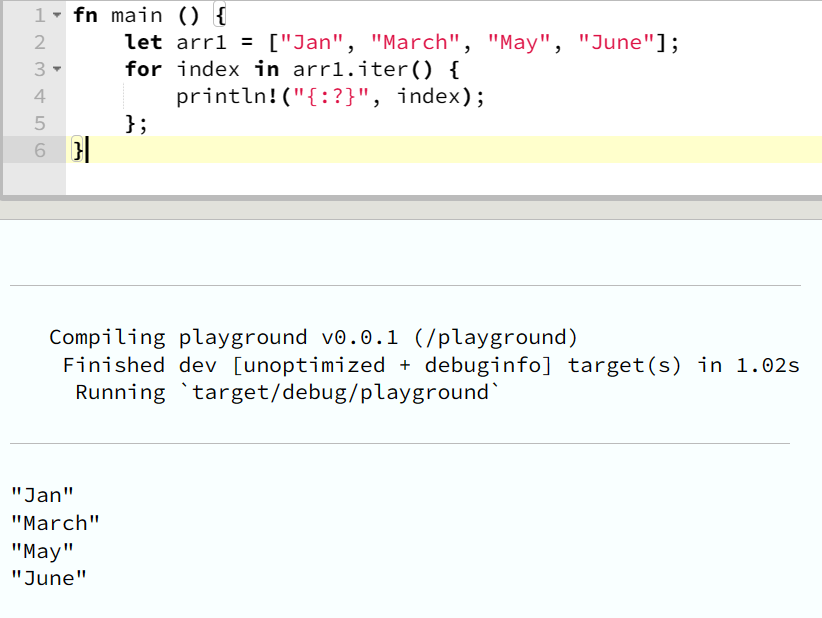 1 fn main () {
2     let arr1 = ["Jan", "March", "May", "June"];
3     for index in arr1.iter() {
4         println!("{:?}", index);
5     };
6 }
   Compiling playground v0.0.1 (/playground)
    Finished dev [unoptimized + debuginfo] target(s) in 1.02s
     Running `target/debug/playground`
"Jan"
"March"
"May"
"June"